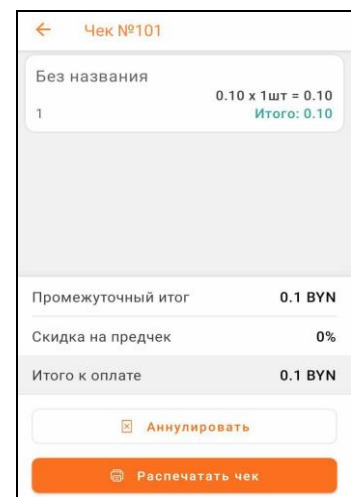 Чек №101
Без названия
0.10 x 1шт = 0.10
1 Итого: 0.10
Промежуточный итог 0.1 BYN
Скидка на предчек 0%
Итого к оплате 0.1 BYN
Аннулировать
Распечатать чек